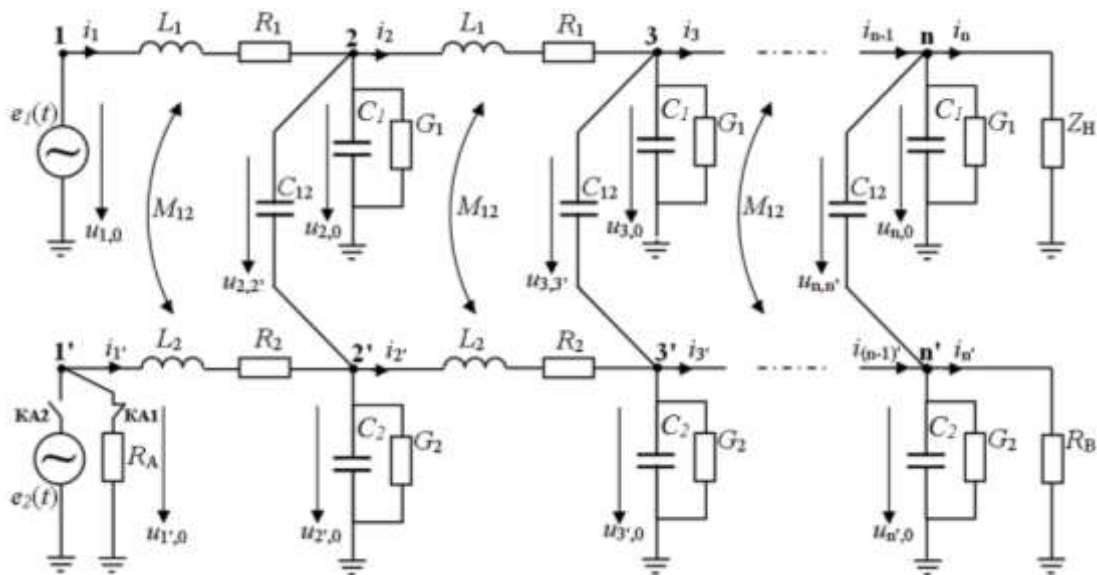 1 i₁ L₁ R₁ 2 i₂ L₁ R₁ 3 i₃ iₙ₋₁ n iₙ
e₁(t) C₁ G₁ C₁ G₁ C₁ G₁ Z_H
M₁₂ C₁₂ M₁₂ C₁₂ M₁₂ C₁₂
u₁,₀ u₂,₀ u₃,₀ uₙ,₀
u₂,₂' u₃,₃' uₙ,ₙ'
1' i₁' L₂ R₂ 2' i₂' L₂ R₂ 3' i₃' i₍ₙ₋₁₎' n' iₙ'
KA2 KA1 C₂ G₂ C₂ G₂ C₂ G₂ R_B
R_A
e₂(t)
u₁',₀ u₂',₀ u₃',₀ uₙ',₀